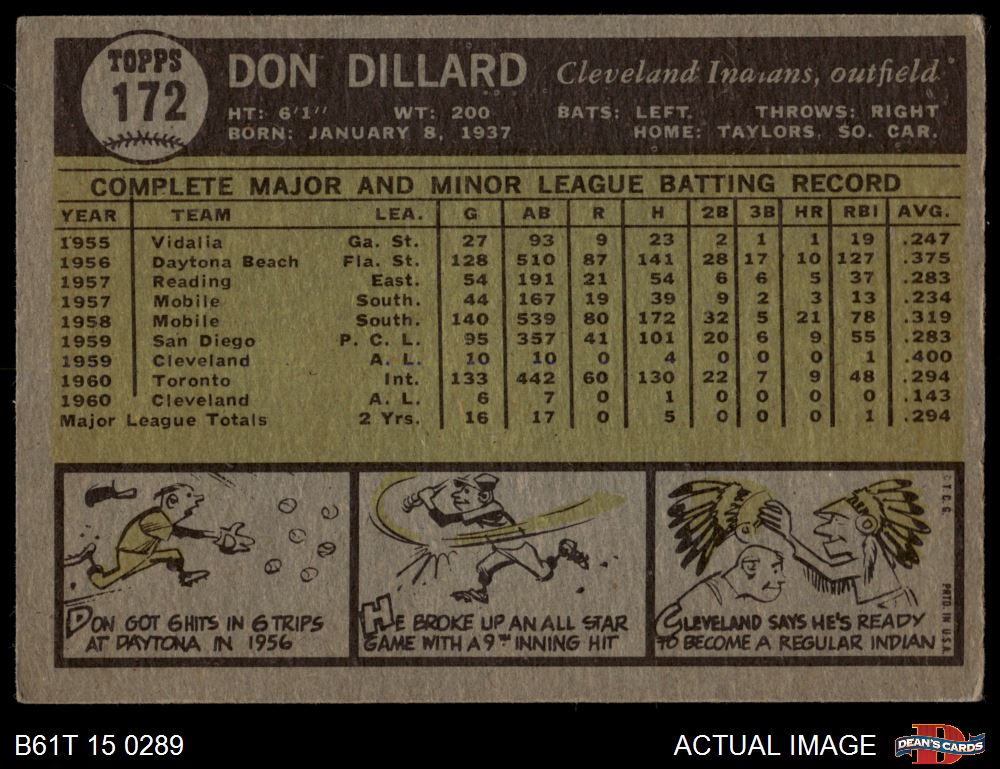 TOPPS
172
DON DILLARD Cleveland Indians, outfield
HT: 6'1" WT: 200 BATS: LEFT. THROWS: RIGHT
BORN: JANUARY 8, 1937 HOME: TAYLORS, SO. CAR.
COMPLETE MAJOR AND MINOR LEAGUE BATTING RECORD
YEAR TEAM LEA. G AB R H 2B 3B HR RBI AVG.
1955 Vidalia Ga. St. 27 93 9 23 2 1 1 19 .247
1956 Daytona Beach Fla. St. 128 510 87 141 28 17 10 127 .375
1957 Reading East. 54 191 21 54 6 6 5 37 .283
1957 Mobile South. 44 167 19 39 9 2 3 13 .234
1958 Mobile South. 140 539 80 172 32 5 21 78 .319
1959 San Diego P. C. L. 95 357 41 101 20 6 9 55 .283
1959 Cleveland A. L. 10 10 0 4 0 0 0 1 .400
1960 Toronto Int. 133 442 60 130 22 7 9 48 .294
1960 Cleveland A. L. 6 7 0 1 0 0 0 0 .143
Major League Totals 2 Yrs. 16 17 0 5 0 0 0 1 .294
DON GOT 6 HITS IN 6 TRIPS
AT DAYTONA IN 1956
HE BROKE UP AN ALL STAR
GAME WITH A 9TH INNING HIT
CLEVELAND SAYS HE'S READY
TO BECOME A REGULAR INDIAN
© T.C.G.
PRTD. IN U.S.A.
B61T 15 0289
ACTUAL IMAGE
D
DEAN'S CARDS